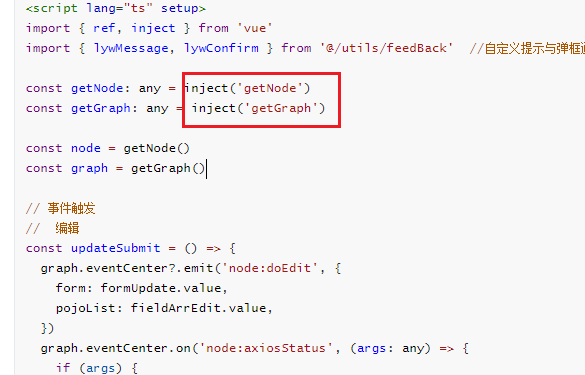 <script lang="ts" setup>
import { ref, inject } from 'vue'
import { lywMessage, lywConfirm } from '@/utils/feedBack'  //自定义提示与弹框
const getNode: any = inject('getNode')
const getGraph: any = inject('getGraph')
const node = getNode()
const graph = getGraph()
// 事件触发
//  编辑
const updateSubmit = () => {
  graph.eventCenter?.emit('node:doEdit', {
    form: formUpdate.value,
    pojoList: fieldArrEdit.value,
  })
  graph.eventCenter.on('node:axiosStatus', (args: any) => {
    if (args) {